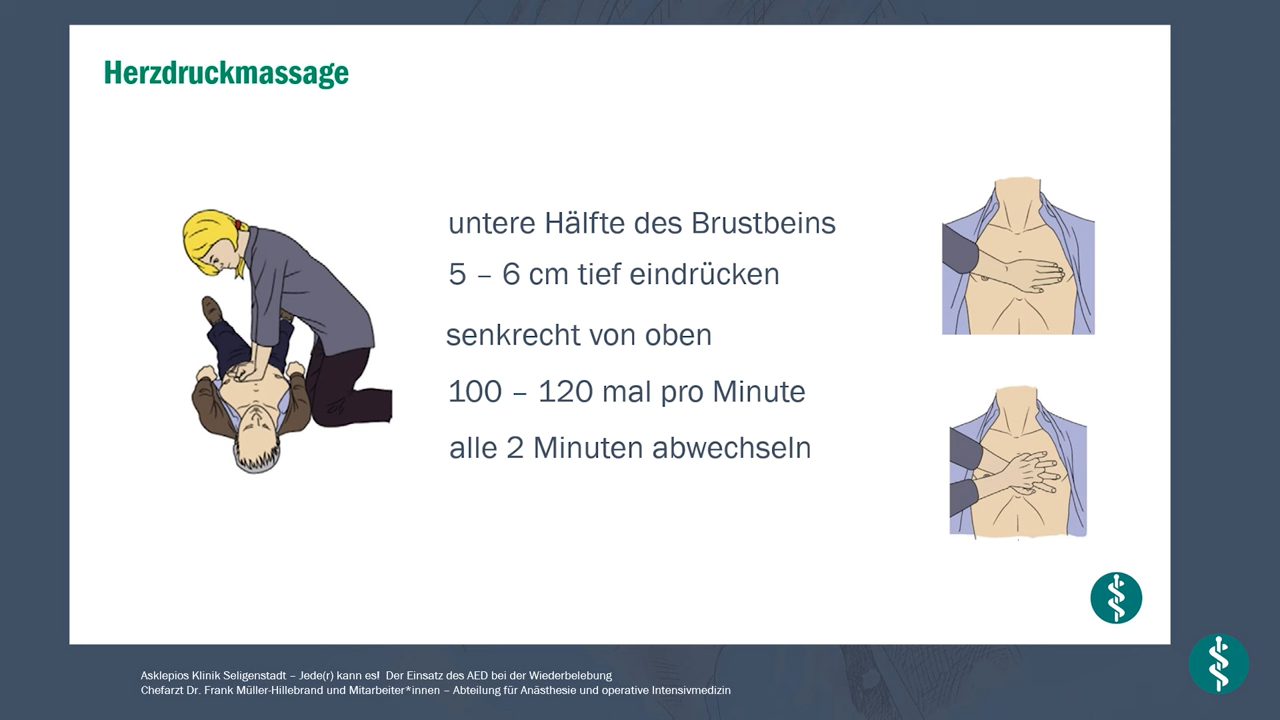 Herzdruckmassage
untere Hälfte des Brustbeins
5 – 6 cm tief eindrücken
senkrecht von oben
100 – 120 mal pro Minute
alle 2 Minuten abwechseln
Asklepios Klinik Seligenstadt – Jede(r) kann es! Der Einsatz des AED bei der Wiederbelebung
Chefarzt Dr. Frank Müller-Hillebrand und Mitarbeiter*innen – Abteilung für Anästhesie und operative Intensivmedizin